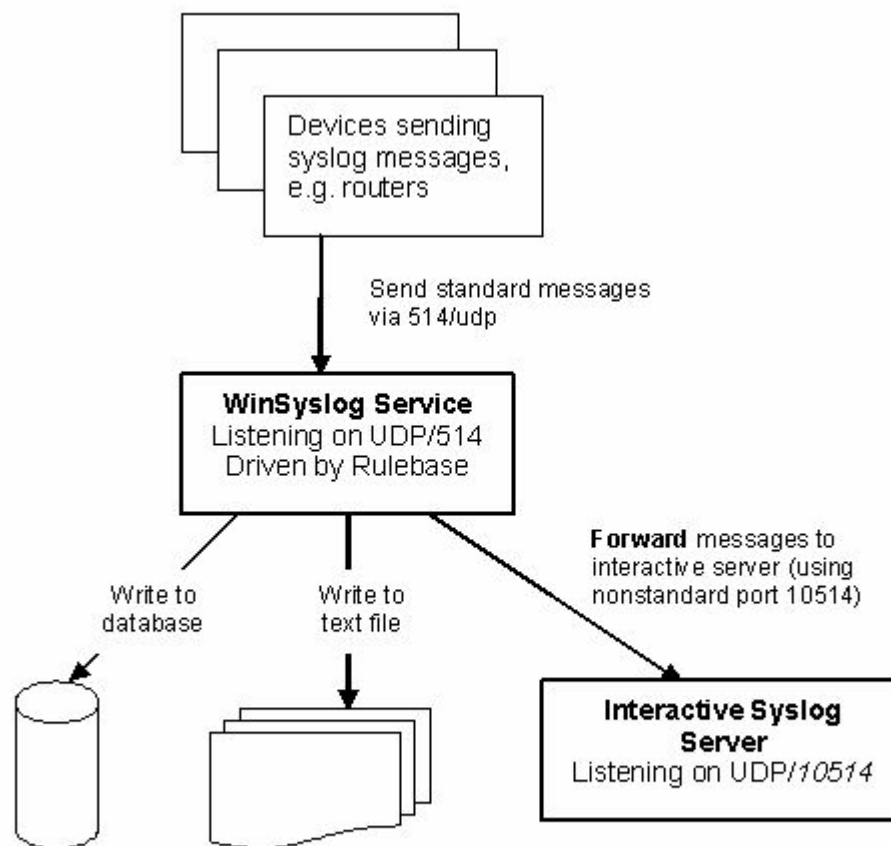 Devices sending
syslog messages,
e.g. routers
Send standard messages
via 514/udp
WinSyslog Service
Listening on UDP/514
Driven by Rulebase
Forward messages to
interactive server (using
nonstandard port 10514)
Write to
database
Write to
text file
Interactive Syslog
Server
Listening on UDP/10514